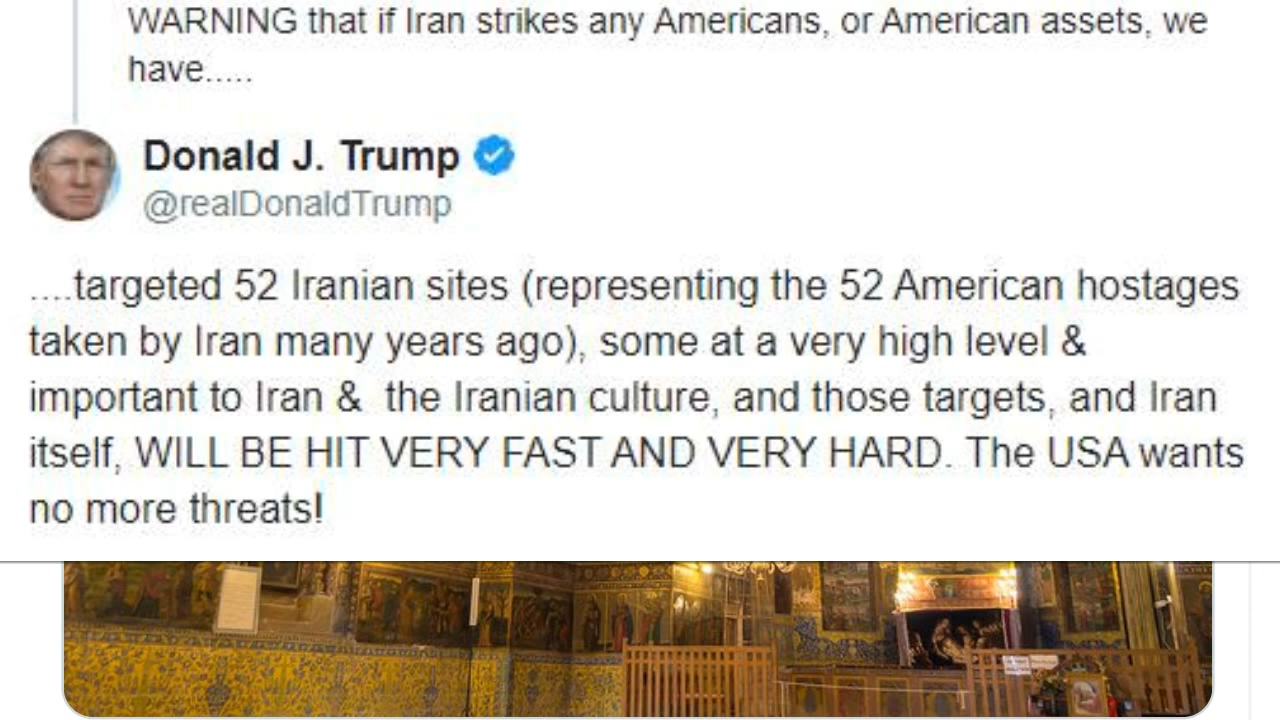 WARNING that if Iran strikes any Americans, or American assets, we
have.....
Donald J. Trump
@realDonaldTrump
....targeted 52 Iranian sites (representing the 52 American hostages
taken by Iran many years ago), some at a very high level &
important to Iran &  the Iranian culture, and those targets, and Iran
itself, WILL BE HIT VERY FAST AND VERY HARD. The USA wants
no more threats!